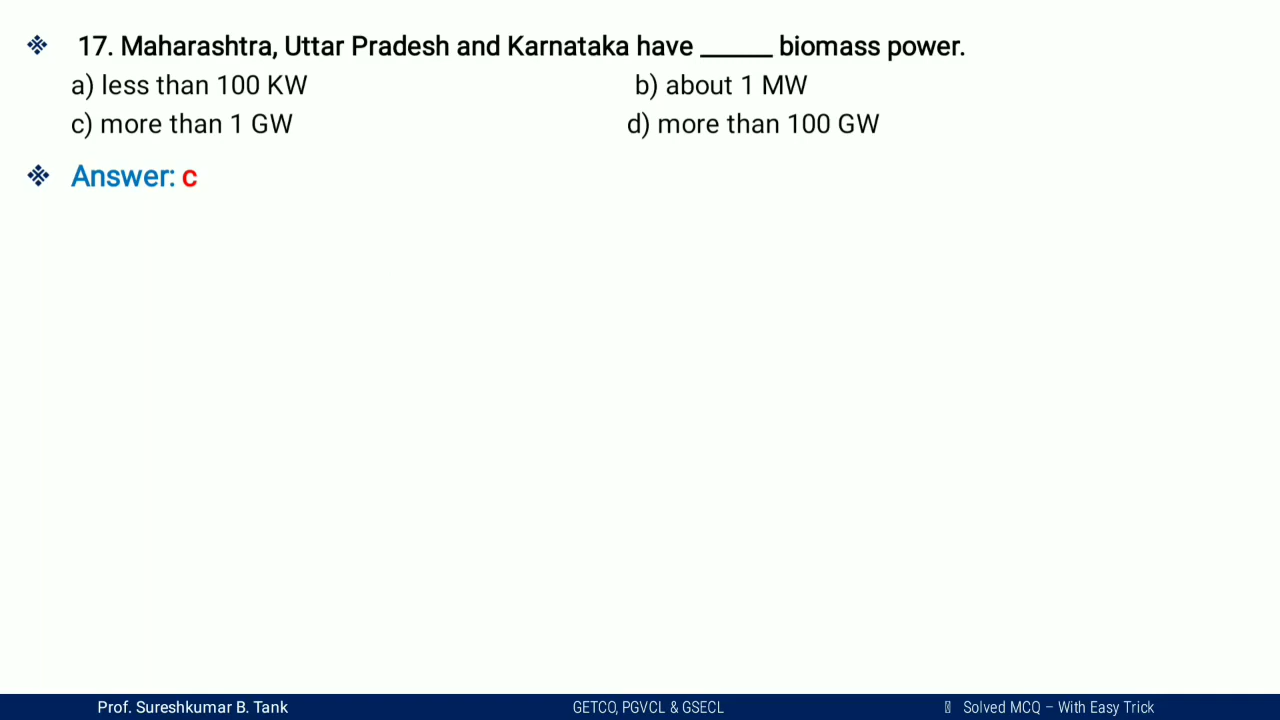 ❖ 17. Maharashtra, Uttar Pradesh and Karnataka have ______ biomass power.
a) less than 100 KW b) about 1 MW
c) more than 1 GW d) more than 100 GW
❖ Answer: c
Prof. Sureshkumar B. Tank GETCO, PGVCL & GSECL Solved MCQ – With Easy Trick